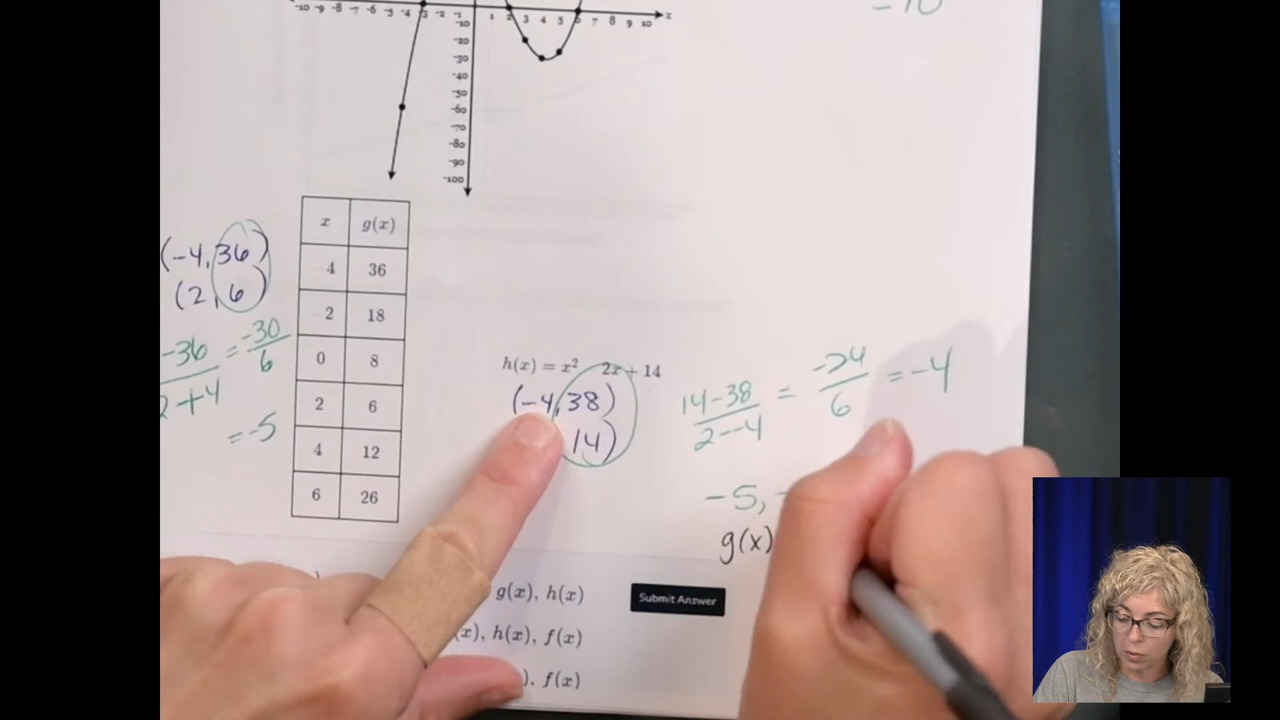 -10 -9 -8 -7 -6 -5 -4 -3 -2 -1 1 2 3 4 5 6 7 8 9 10 x
-10
-20
-30
-40
-50
-60
-70
-80
-90
-100
-10
x g(x)
4 36
2 18
0 8
2 6
4 12
6 26
(-4, 36)
(2, 6)
-36 = -30
2+4 6
= -5
h(x) = x² 2x + 14
(-4, 38)
14)
14-38 = -24 = -4
2--4 6
-5, -
g(x)
g(x), h(x)
Submit Answer
(x), h(x), f(x)
), f(x)